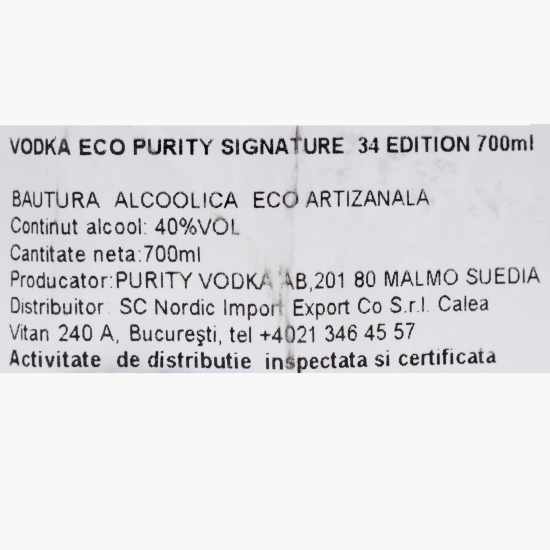 VODKA ECO PURITY SIGNATURE 34 EDITION 700ml
BAUTURA ALCOOLICA ECO ARTIZANALA
Continut alcool: 40%VOL
Cantitate neta:700ml
Producator:PURITY VODKA AB,201 80 MALMO SUEDIA
Distribuitor: SC Nordic Import Export Co S.r.l. Calea
Vitan 240 A, Bucureşti, tel +4021 346 45 57
Activitate de distributie inspectata si certificata